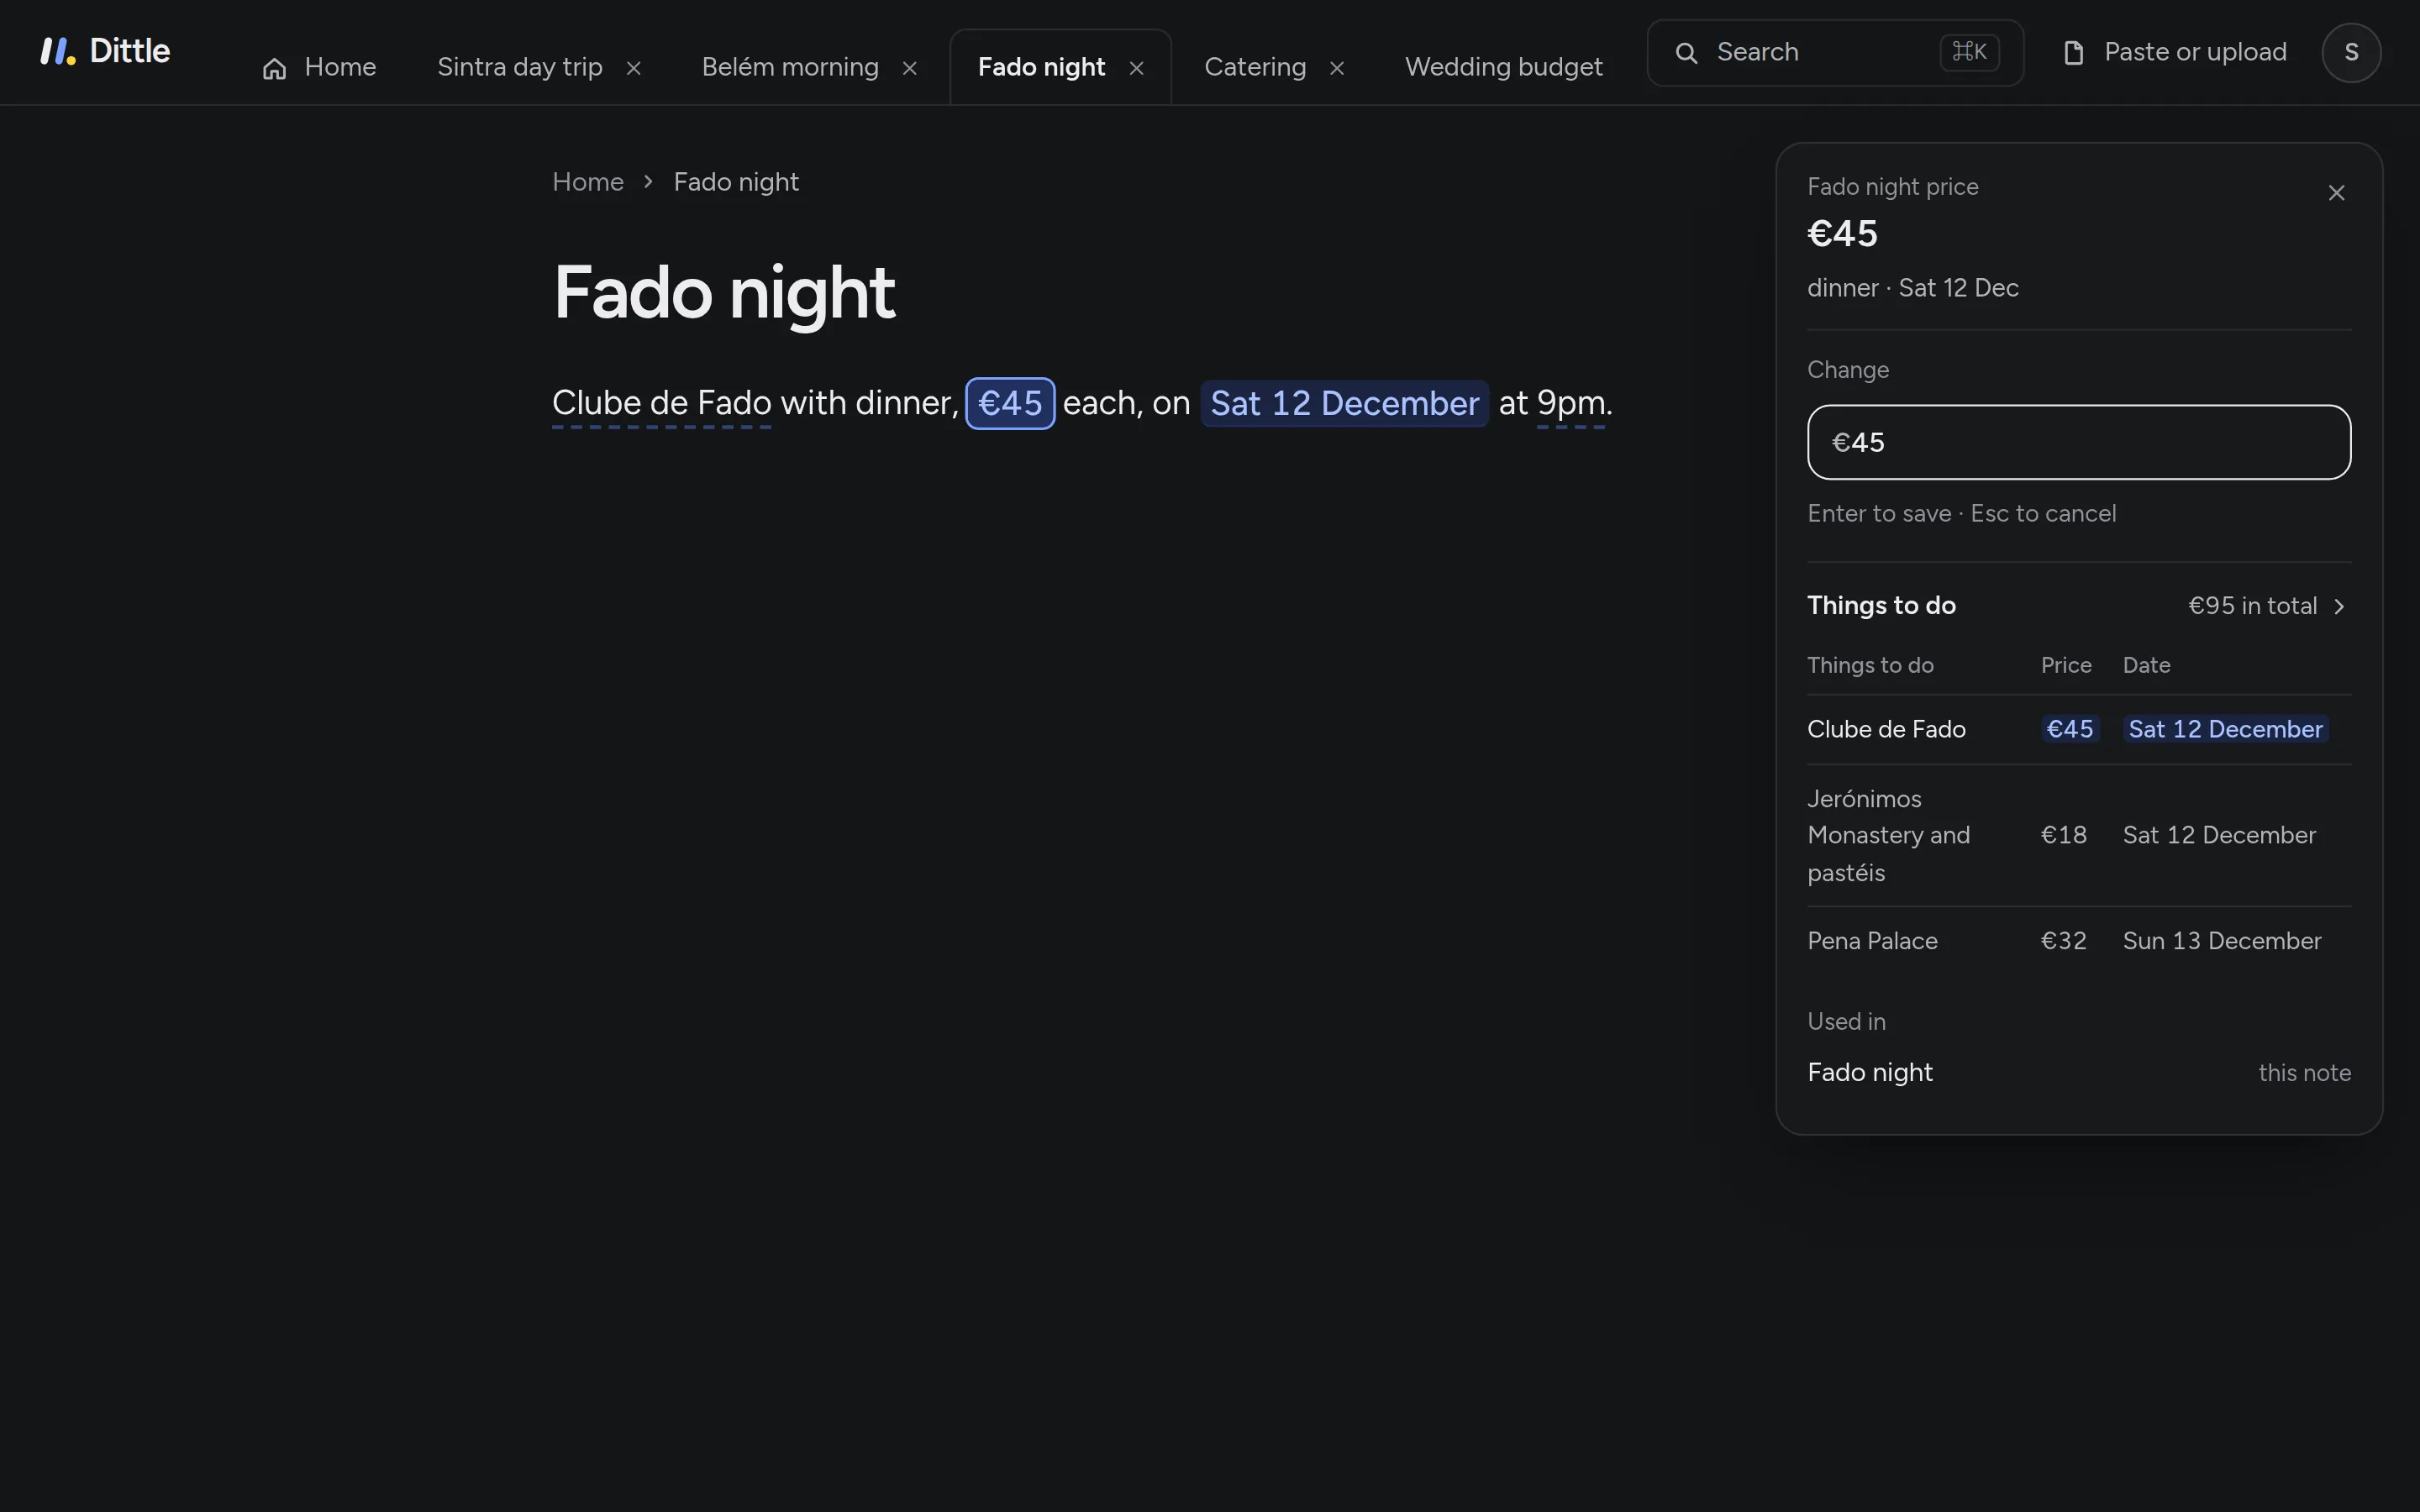 Dittle
Home
Sintra day trip
Belém morning
Fado night
Catering
Wedding budget
Search
⌘K
Paste or upload
S
Home > Fado night
Fado night
Clube de Fado with dinner, €45 each, on Sat 12 December at 9pm.
Fado night price
€45
dinner · Sat 12 Dec
Change
€45
Enter to save · Esc to cancel
Things to do €95 in total >
Things to do Price Date
Clube de Fado €45 Sat 12 December
Jerónimos
Monastery and €18 Sat 12 December
pastéis
Pena Palace €32 Sun 13 December
Used in
Fado night this note